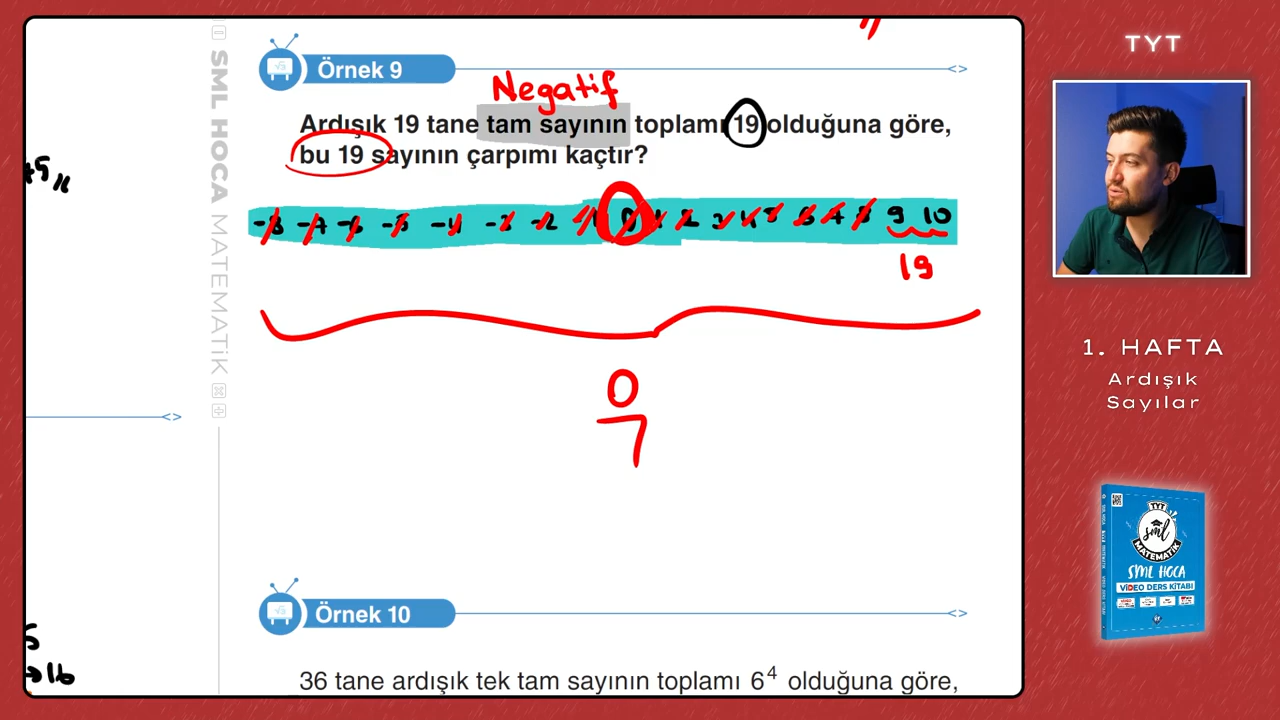 TYT
SML HOCA MATEMATİK
Örnek 9
Negatif
Ardışık 19 tane tam sayının toplamı 19 olduğuna göre,
bu 19 sayının çarpımı kaçtır?
-8 -7 -6 -5 -4 -3 -2 -1 0 1 2 3 4 5 6 7 8 9 10
19
0
Örnek 10
36 tane ardışık tek tam sayının toplamı 6⁴ olduğuna göre,
1. HAFTA
Ardışık
Sayılar
TYT
sml
MATEMATİK
SML HOCA
VİDEO DERS KİTABI